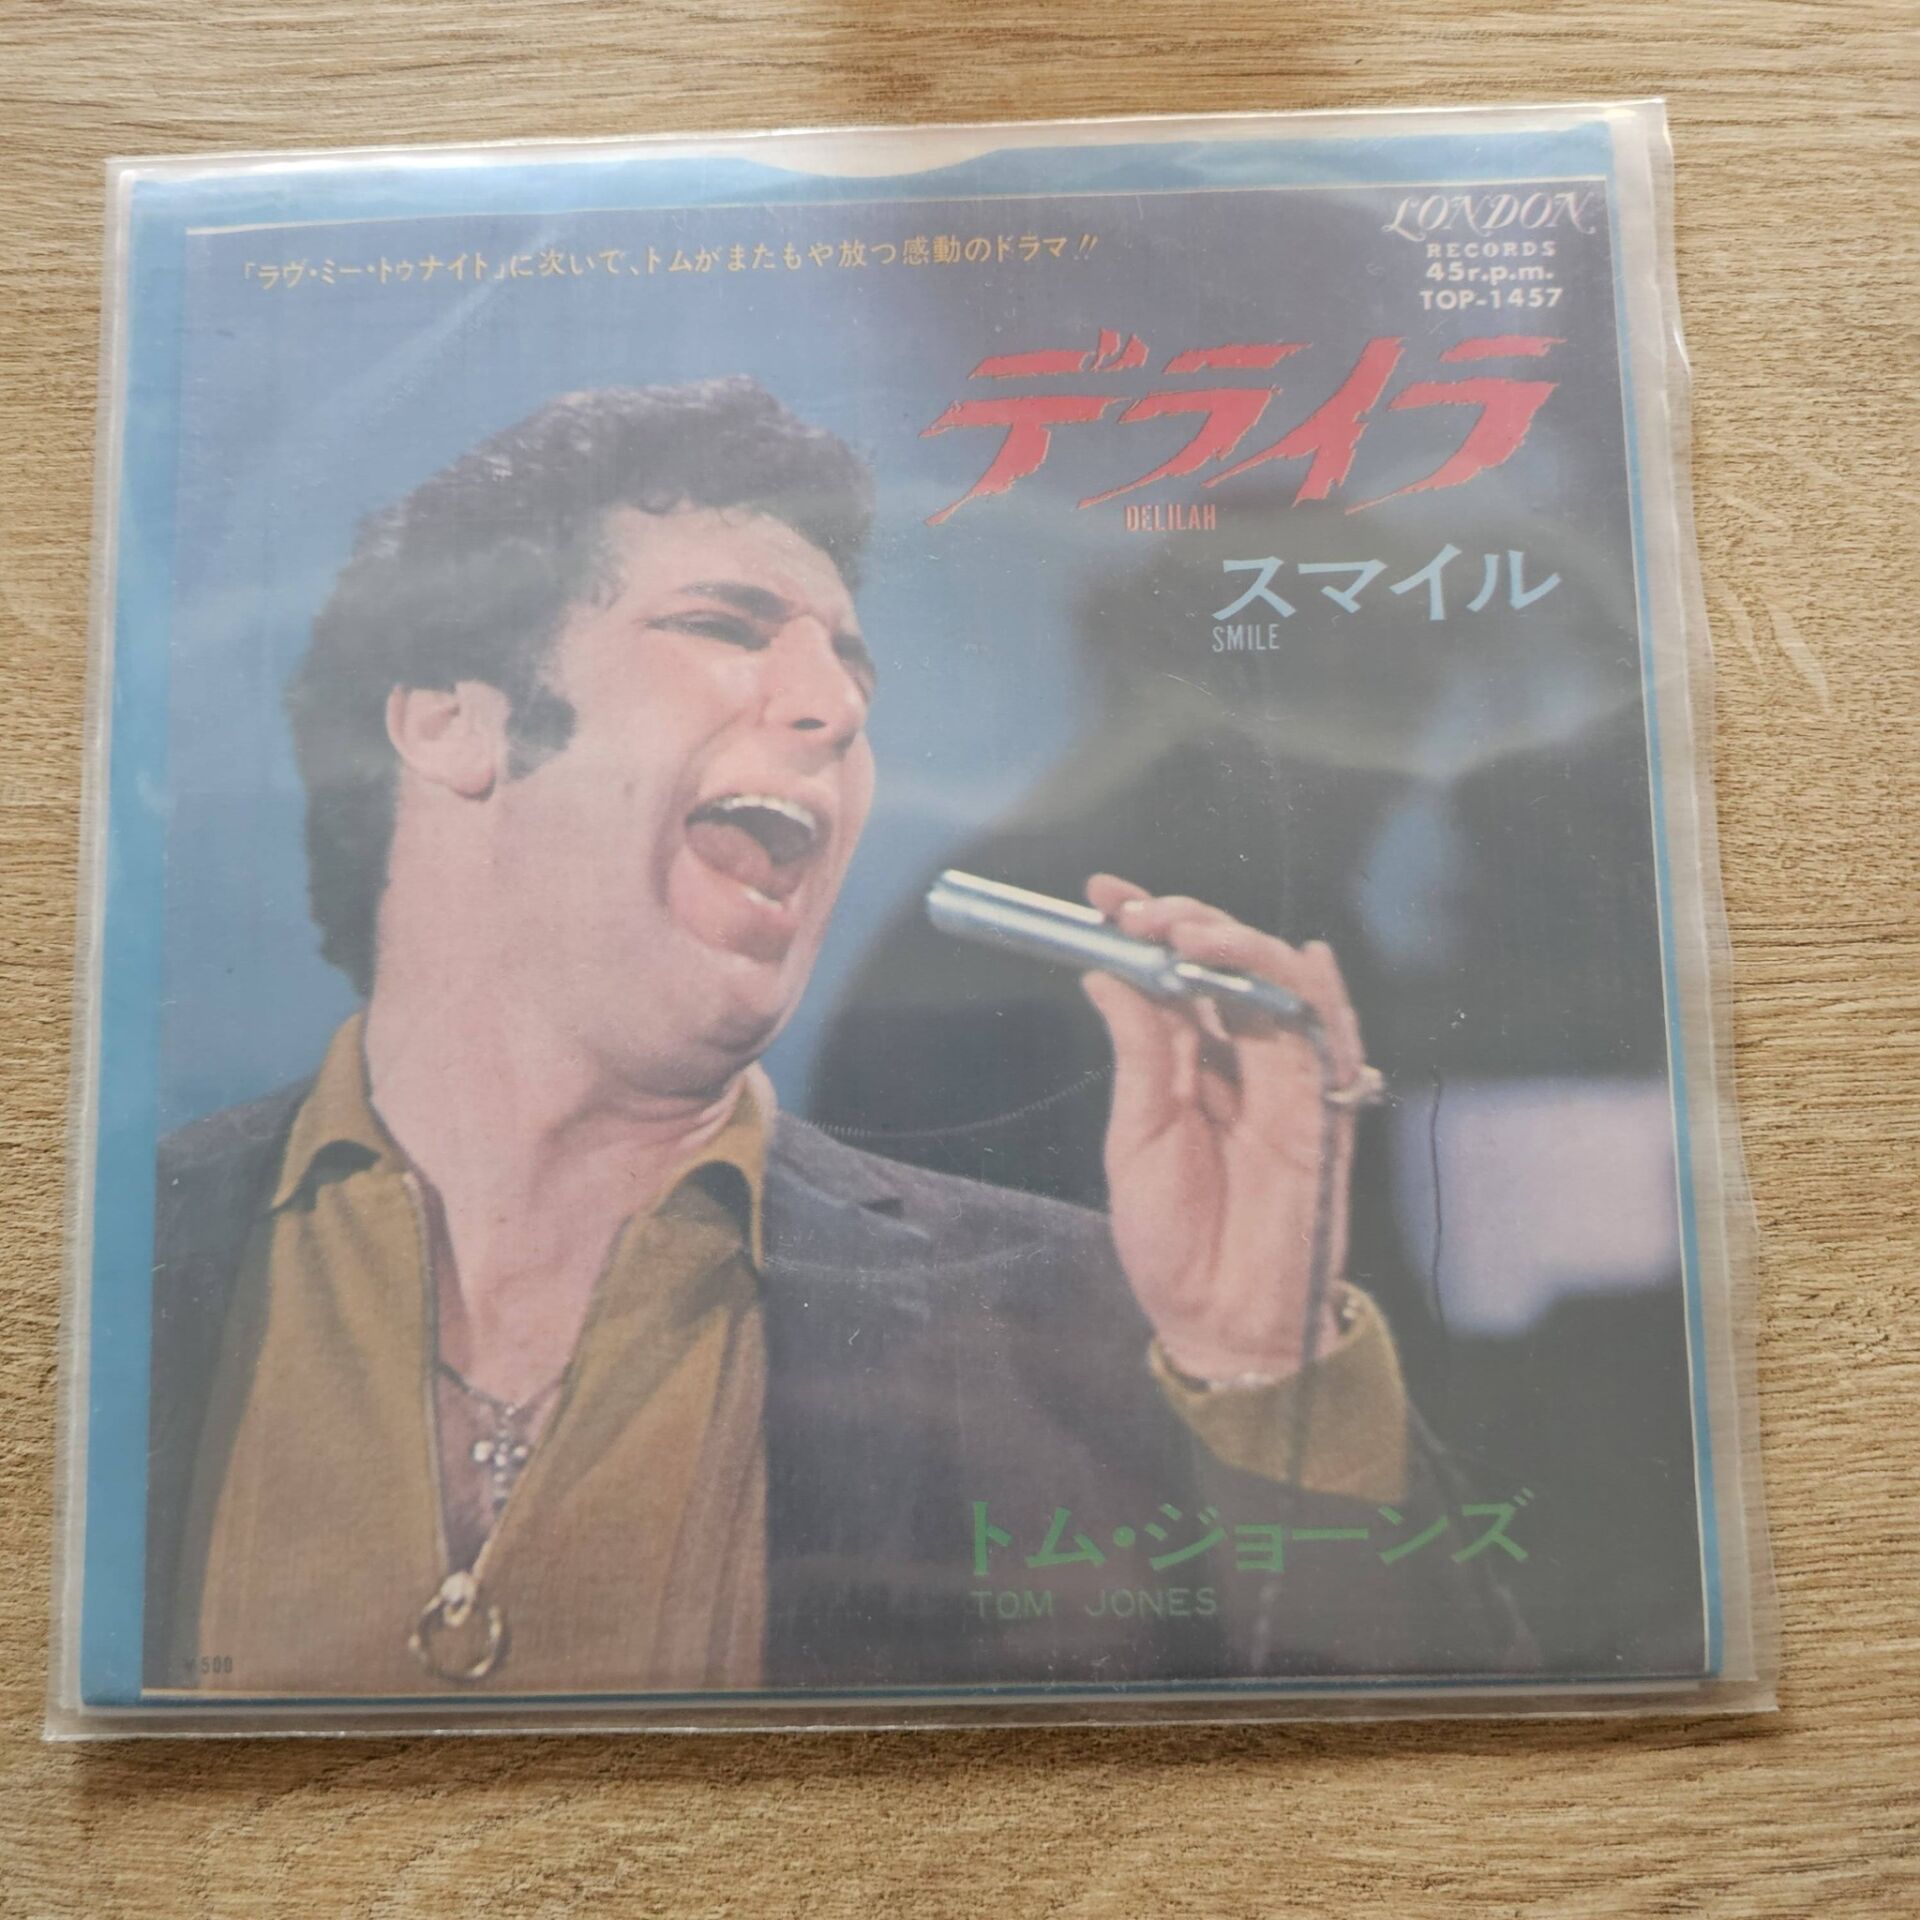 「ラヴ・ミー・トゥナイト」に次いで、トムがまたもや放つ感動のドラマ!!
LONDON
RECORDS
45r.p.m.
TOP-1457
デライラ
DELILAH
スマイル
SMILE
トム・ジョーンズ
TOM JONES
¥500